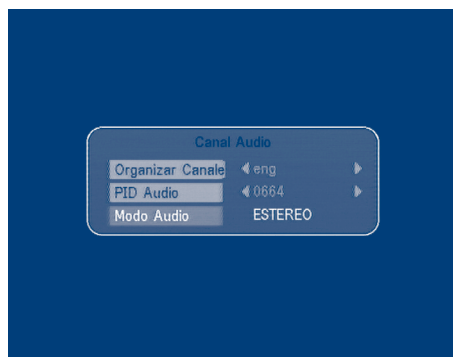 Canal Audio
Organizar Canale eng
PID Audio 0664
Modo Audio ESTEREO